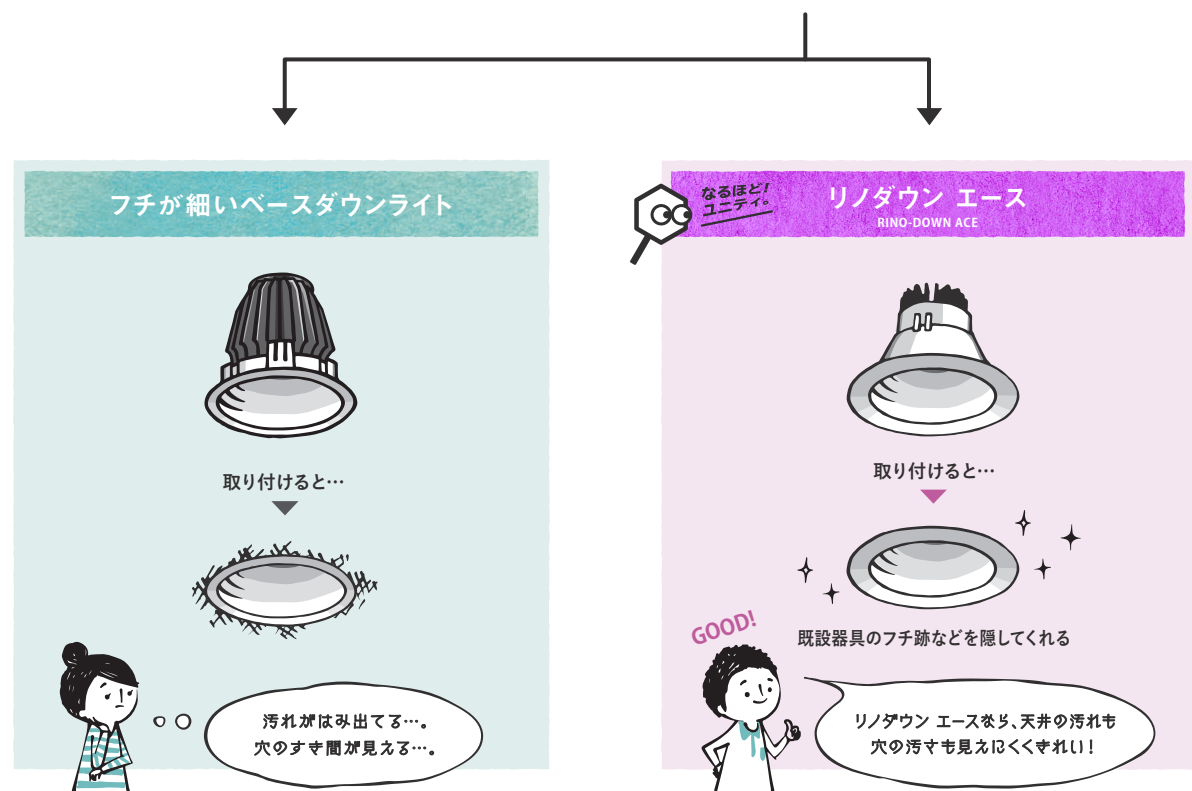 フチが細いベースダウンライト
取り付けると…
汚れがはみ出てる…。
穴のすき間が見える…。
なるほど!
ユニティ。
リノダウン エース
RINO-DOWN ACE
取り付けると…
GOOD!
既設器具のフチ跡などを隠してくれる
リノダウン エースなら、天井の汚れも
穴の汚さも見えにくくきれい!